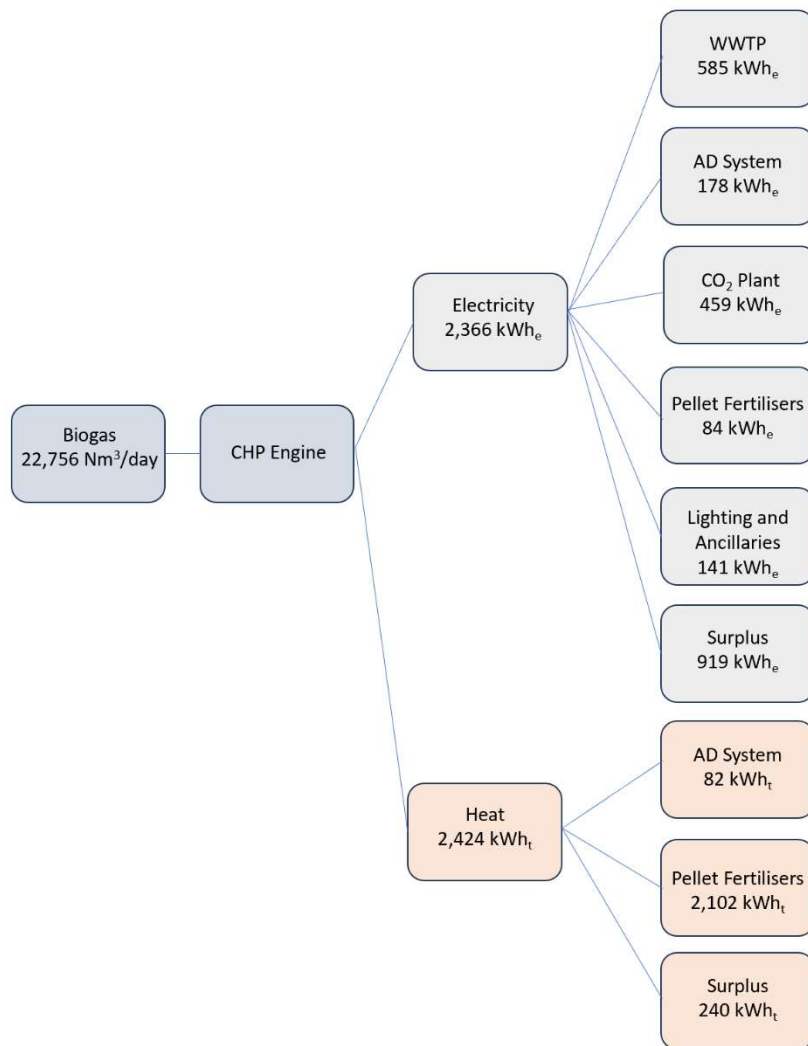 WWTP
585 kWhₑ
AD System
178 kWhₑ
CO₂ Plant
459 kWhₑ
Electricity
2,366 kWhₑ
Pellet Fertilisers
84 kWhₑ
Biogas
22,756 Nm³/day
CHP Engine
Lighting and
Ancillaries
141 kWhₑ
Surplus
919 kWhₑ
AD System
82 kWhₜ
Heat
2,424 kWhₜ
Pellet Fertilisers
2,102 kWhₜ
Surplus
240 kWhₜ